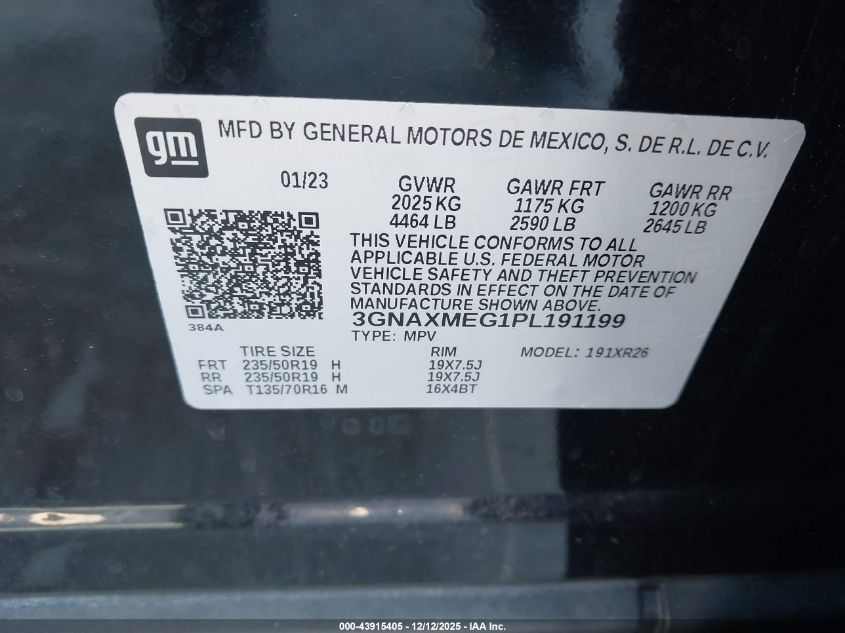 gm
MFD BY GENERAL MOTORS DE MEXICO, S. DE R.L. DE C.V.
01/23 GVWR GAWR FRT GAWR RR
2025 KG 1175 KG 1200 KG
4464 LB 2590 LB 2645 LB
THIS VEHICLE CONFORMS TO ALL
APPLICABLE U.S. FEDERAL MOTOR
VEHICLE SAFETY AND THEFT PREVENTION
STANDARDS IN EFFECT ON THE DATE OF
MANUFACTURE SHOWN ABOVE.
384A 3GNAXMEG1PL191199
TYPE: MPV
TIRE SIZE RIM MODEL: 191XR26
FRT 235/50R19 H 19X7.5J
RR 235/50R19 H 19X7.5J
SPA T135/70R16 M 16X4BT
000-43915405 - 12/12/2025 - IAA Inc.